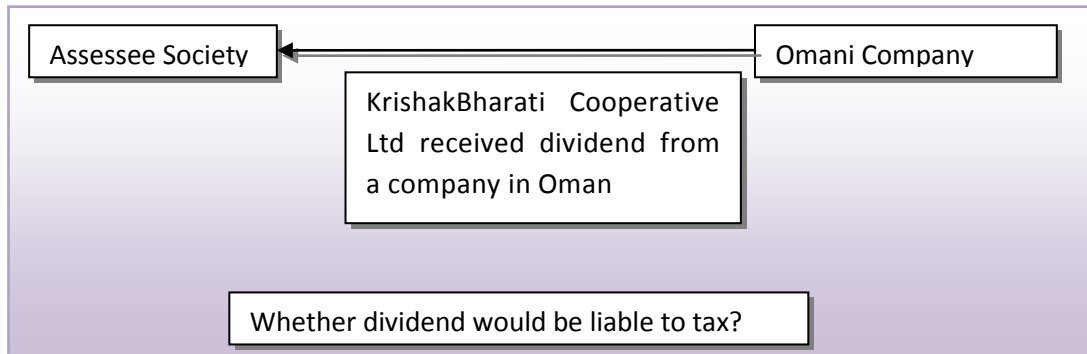 Assessee Society
Omani Company
KrishakBharati Cooperative
Ltd received dividend from
a company in Oman
Whether dividend would be liable to tax?